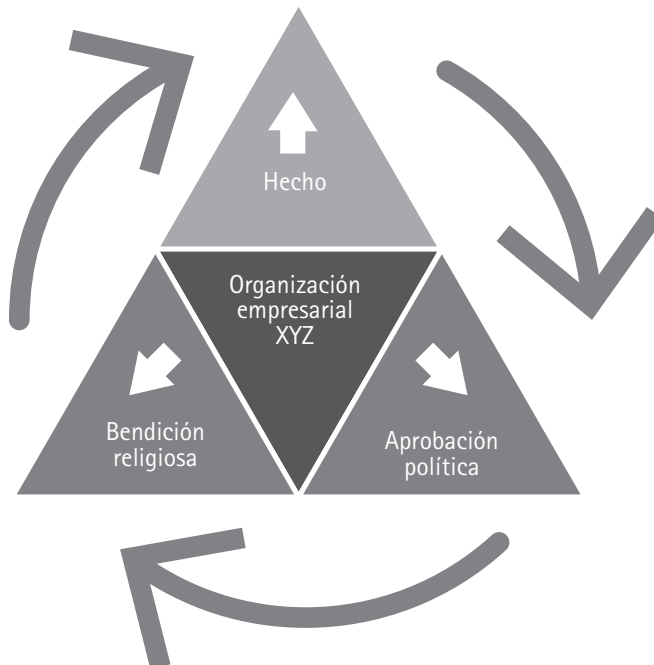 Hecho
Organización
empresarial
XYZ
Bendición
religiosa
Aprobación
política